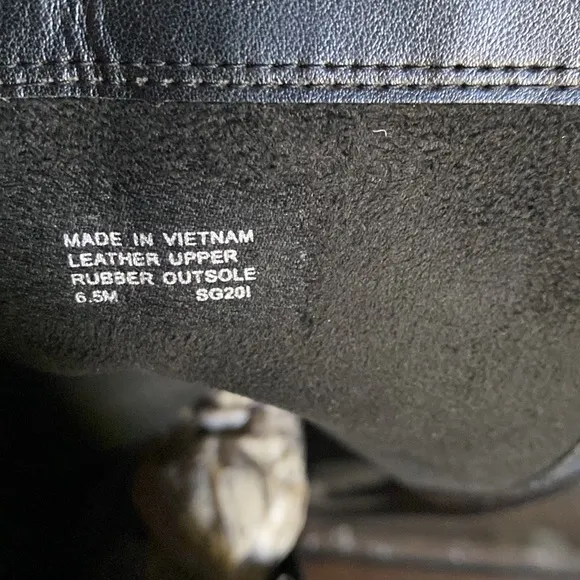 MADE IN VIETNAM
LEATHER UPPER
RUBBER OUTSOLE
6.5M SG20I